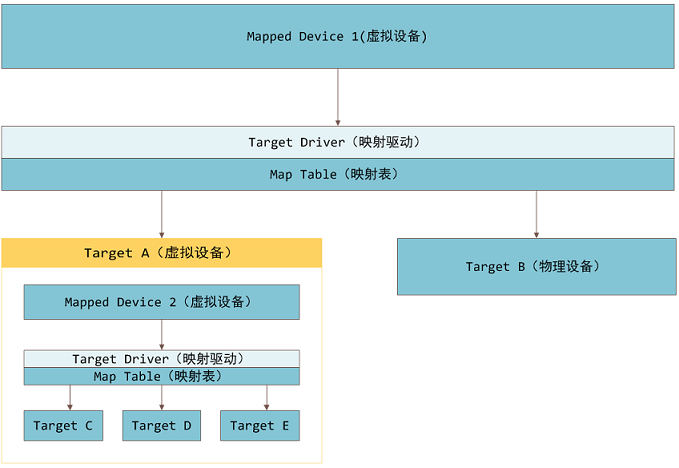 Mapped Device 1(虚拟设备)
Target Driver（映射驱动）
Map Table（映射表）
Target A（虚拟设备）
Target B（物理设备）
Mapped Device 2（虚拟设备）
Target Driver（映射驱动）
Map Table（映射表）
Target C
Target D
Target E